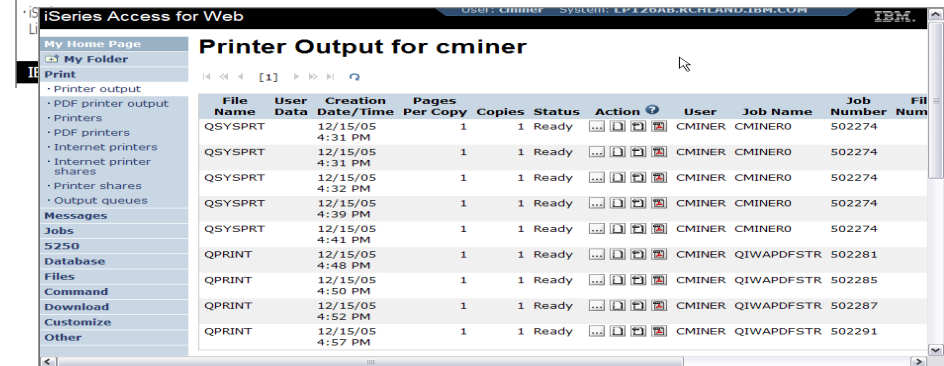 iSeries Access for Web
User: cminer System: LP126AB.RCHLAND.IBM.COM
IBM.
My Home Page
My Folder
Print
· Printer output
· PDF printer output
· Printers
· PDF printers
· Internet printers
· Internet printer
shares
· Printer shares
· Output queues
Messages
Jobs
5250
Database
Files
Command
Download
Customize
Other
Printer Output for cminer
[1]
File Name User Data Creation Date/Time Pages Per Copy Copies Status Action ? User Job Name Job Number
QSYSPRT 12/15/05 4:31 PM 1 1 Ready ... CMINER CMINER0 502274
QSYSPRT 12/15/05 4:31 PM 1 1 Ready ... CMINER CMINER0 502274
QSYSPRT 12/15/05 4:32 PM 1 1 Ready ... CMINER CMINER0 502274
QSYSPRT 12/15/05 4:39 PM 1 1 Ready ... CMINER CMINER0 502274
QSYSPRT 12/15/05 4:41 PM 1 1 Ready ... CMINER CMINER0 502274
QPRINT 12/15/05 4:48 PM 1 1 Ready ... CMINER QIWAPDFSTR 502281
QPRINT 12/15/05 4:50 PM 1 1 Ready ... CMINER QIWAPDFSTR 502285
QPRINT 12/15/05 4:52 PM 1 1 Ready ... CMINER QIWAPDFSTR 502287
QPRINT 12/15/05 4:57 PM 1 1 Ready ... CMINER QIWAPDFSTR 502291